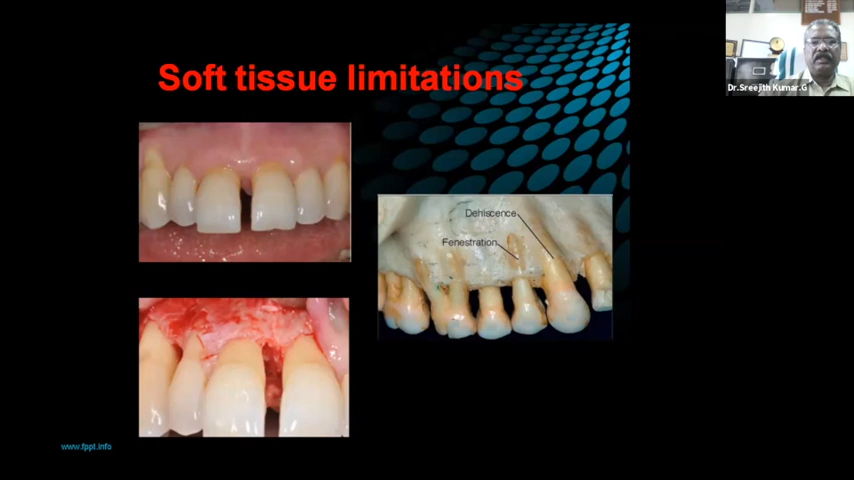 Soft tissue limitations
Dr.Sreejith Kumar.G
Dehiscence
Fenestration
www.fppt.info